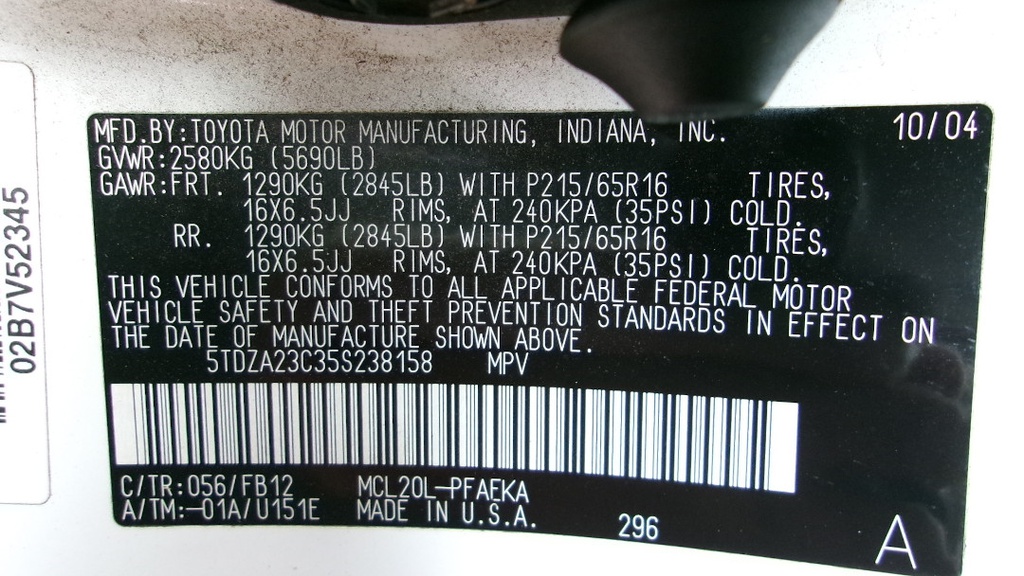 MFD.BY:TOYOTA MOTOR MANUFACTURING, INDIANA, INC. 10/04
GVWR:2580KG (5690LB)
GAWR:FRT. 1290KG (2845LB) WITH P215/65R16 TIRES,
16X6.5JJ RIMS, AT 240KPA (35PSI) COLD.
RR. 1290KG (2845LB) WITH P215/65R16 TIRES,
16X6.5JJ RIMS, AT 240KPA (35PSI) COLD.
THIS VEHICLE CONFORMS TO ALL APPLICABLE FEDERAL MOTOR
VEHICLE SAFETY AND THEFT PREVENTION STANDARDS IN EFFECT ON
THE DATE OF MANUFACTURE SHOWN ABOVE.
5TDZA23C35S238158 MPV
C/TR:056/FB12 MCL20L-PFAEKA
A/TM:-01A/U151E MADE IN U.S.A. 296 A
02B7V52345